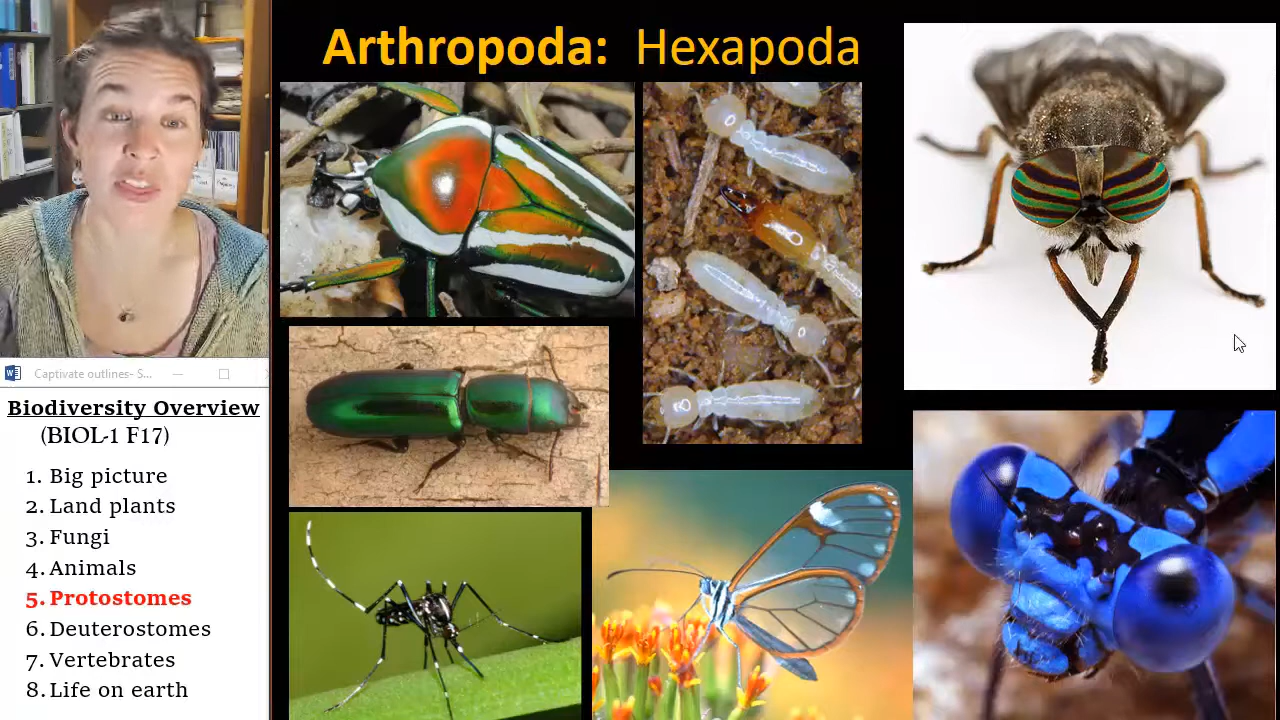 Arthropoda: Hexapoda
Captivate outlines- S...
Biodiversity Overview
(BIOL-1 F17)
1. Big picture
2. Land plants
3. Fungi
4. Animals
5. Protostomes
6. Deuterostomes
7. Vertebrates
8. Life on earth